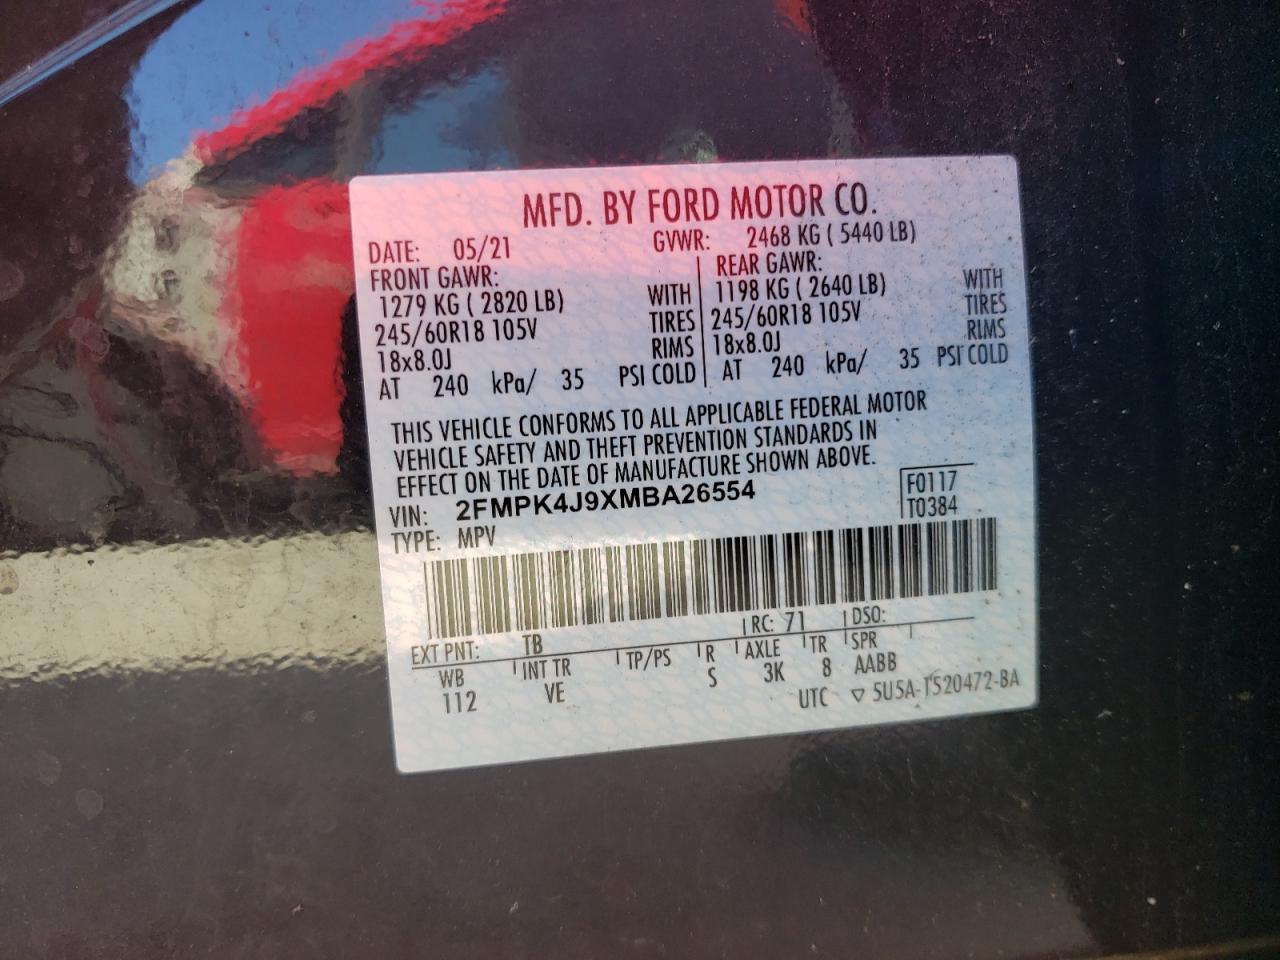 MFD. BY FORD MOTOR CO.
DATE: 05/21 GVWR: 2468 KG ( 5440 LB)
FRONT GAWR: REAR GAWR:
1279 KG ( 2820 LB) WITH 1198 KG ( 2640 LB) WITH
245/60R18 105V TIRES 245/60R18 105V TIRES
18x8.0J RIMS 18x8.0J RIMS
AT 240 kPa/ 35 PSI COLD AT 240 kPa/ 35 PSI COLD
THIS VEHICLE CONFORMS TO ALL APPLICABLE FEDERAL MOTOR
VEHICLE SAFETY AND THEFT PREVENTION STANDARDS IN
EFFECT ON THE DATE OF MANUFACTURE SHOWN ABOVE.
VIN: 2FMPK4J9XMBA26554 F0117
TYPE: MPV T0384
EXT PNT: TB RC: 71 DSO:
WB INT TR TP/PS R AXLE TR SPR
112 VE S 3K 8 AABB
UTC ▽ 5U5A-1520472-BA